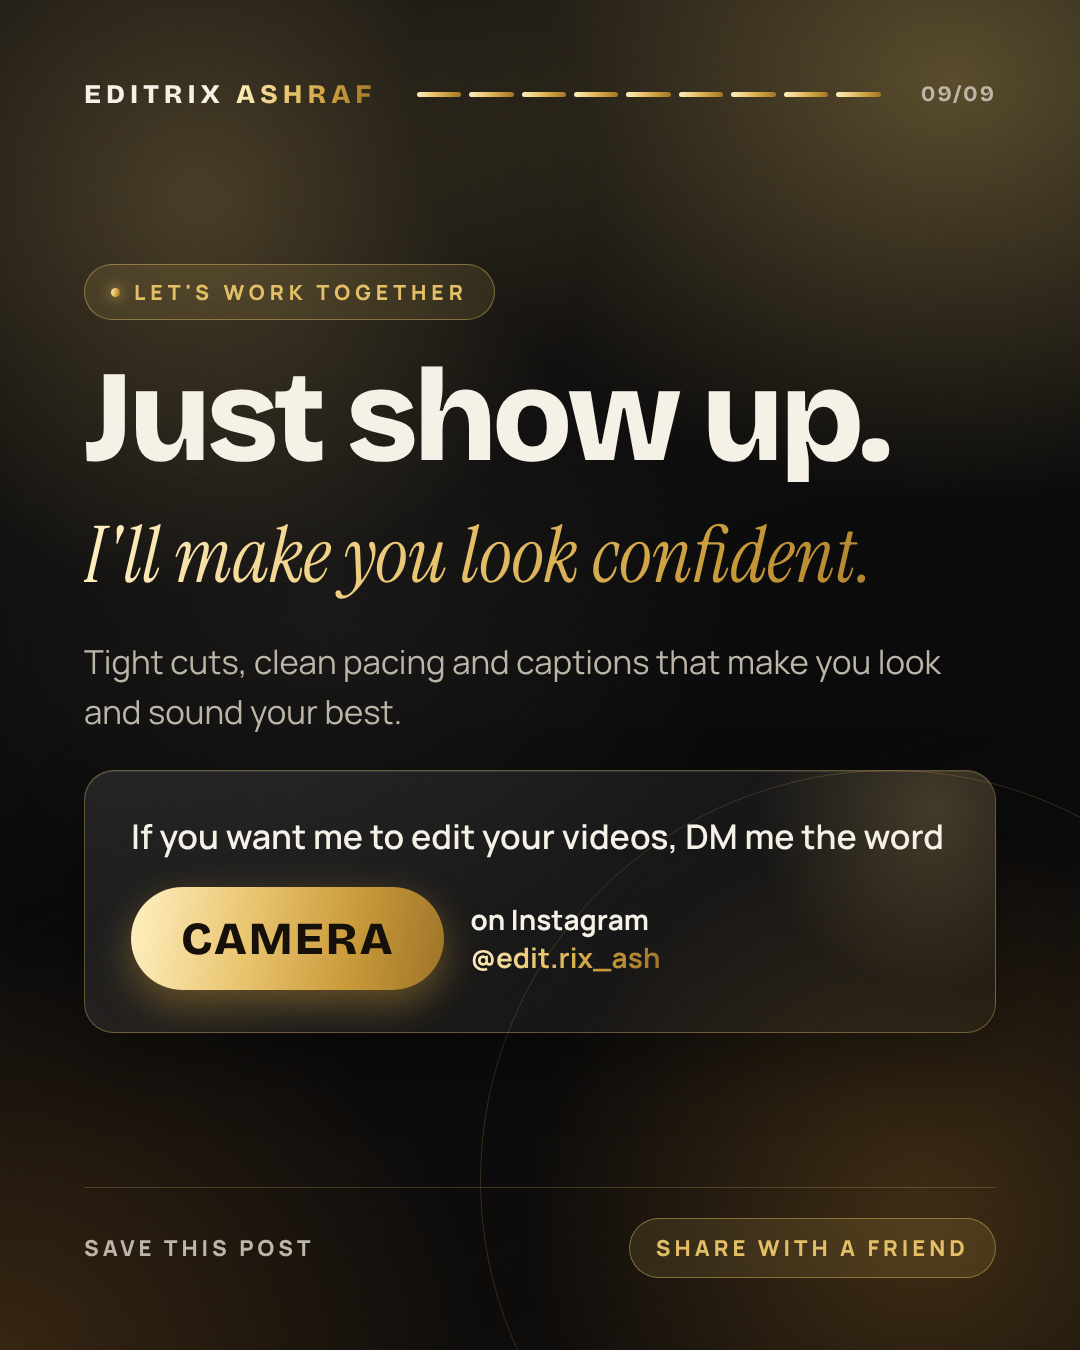 EDITRIX ASHRAF
09/09
LET'S WORK TOGETHER
Just show up.
I'll make you look confident.
Tight cuts, clean pacing and captions that make you look
and sound your best.
If you want me to edit your videos, DM me the word
CAMERA
on Instagram
@edit.rix_ash
SAVE THIS POST
SHARE WITH A FRIEND